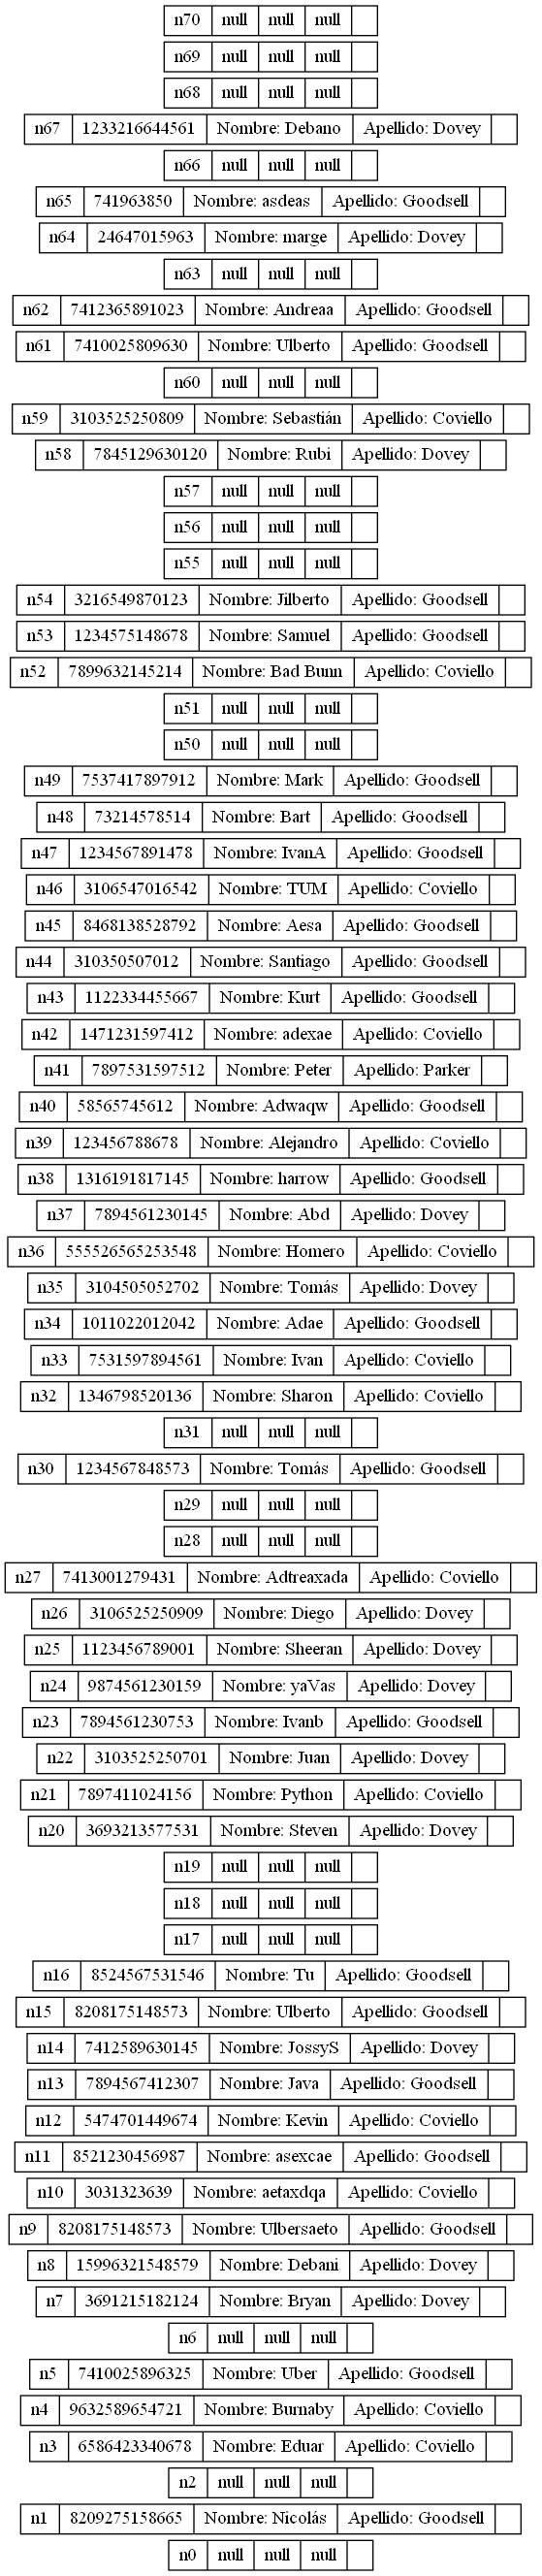 n70 null null null
n69 null null null
n68 null null null
n67 1233216644561 Nombre: Debano Apellido: Dovey
n66 null null null
n65 741963850 Nombre: asdeas Apellido: Goodsell
n64 24647015963 Nombre: marge Apellido: Dovey
n63 null null null
n62 7412365891023 Nombre: Andreaa Apellido: Goodsell
n61 7410025809630 Nombre: Ulberto Apellido: Goodsell
n60 null null null
n59 3103525250809 Nombre: Sebastián Apellido: Coviello
n58 7845129630120 Nombre: Rubi Apellido: Dovey
n57 null null null
n56 null null null
n55 null null null
n54 3216549870123 Nombre: Jilberto Apellido: Goodsell
n53 1234575148678 Nombre: Samuel Apellido: Goodsell
n52 7899632145214 Nombre: Bad Bunn Apellido: Coviello
n51 null null null
n50 null null null
n49 7537417897912 Nombre: Mark Apellido: Goodsell
n48 73214578514 Nombre: Bart Apellido: Goodsell
n47 1234567891478 Nombre: IvanA Apellido: Goodsell
n46 3106547016542 Nombre: TUM Apellido: Coviello
n45 8468138528792 Nombre: Aesa Apellido: Goodsell
n44 310350507012 Nombre: Santiago Apellido: Goodsell
n43 1122334455667 Nombre: Kurt Apellido: Goodsell
n42 1471231597412 Nombre: adexae Apellido: Coviello
n41 7897531597512 Nombre: Peter Apellido: Parker
n40 58565745612 Nombre: Adwaqw Apellido: Goodsell
n39 123456788678 Nombre: Alejandro Apellido: Coviello
n38 1316191817145 Nombre: harrow Apellido: Goodsell
n37 7894561230145 Nombre: Abd Apellido: Dovey
n36 555526565253548 Nombre: Homero Apellido: Coviello
n35 3104505052702 Nombre: Tomás Apellido: Dovey
n34 1011022012042 Nombre: Adae Apellido: Goodsell
n33 7531597894561 Nombre: Ivan Apellido: Coviello
n32 1346798520136 Nombre: Sharon Apellido: Coviello
n31 null null null
n30 1234567848573 Nombre: Tomás Apellido: Goodsell
n29 null null null
n28 null null null
n27 7413001279431 Nombre: Adtreaxada Apellido: Coviello
n26 3106525250909 Nombre: Diego Apellido: Dovey
n25 1123456789001 Nombre: Sheeran Apellido: Dovey
n24 9874561230159 Nombre: yaVas Apellido: Dovey
n23 7894561230753 Nombre: Ivanb Apellido: Goodsell
n22 3103525250701 Nombre: Juan Apellido: Dovey
n21 7897411024156 Nombre: Python Apellido: Coviello
n20 3693213577531 Nombre: Steven Apellido: Dovey
n19 null null null
n18 null null null
n17 null null null
n16 8524567531546 Nombre: Tu Apellido: Goodsell
n15 8208175148573 Nombre: Ulberto Apellido: Goodsell
n14 7412589630145 Nombre: JossyS Apellido: Dovey
n13 7894567412307 Nombre: Java Apellido: Goodsell
n12 5474701449674 Nombre: Kevin Apellido: Coviello
n11 8521230456987 Nombre: asexcae Apellido: Goodsell
n10 3031323639 Nombre: aetaxdqa Apellido: Coviello
n9 8208175148573 Nombre: Ulbersaeto Apellido: Goodsell
n8 15996321548579 Nombre: Debani Apellido: Dovey
n7 3691215182124 Nombre: Bryan Apellido: Dovey
n6 null null null
n5 7410025896325 Nombre: Uber Apellido: Goodsell
n4 9632589654721 Nombre: Burnaby Apellido: Coviello
n3 6586423340678 Nombre: Eduar Apellido: Coviello
n2 null null null
n1 8209275158665 Nombre: Nicolás Apellido: Goodsell
n0 null null null